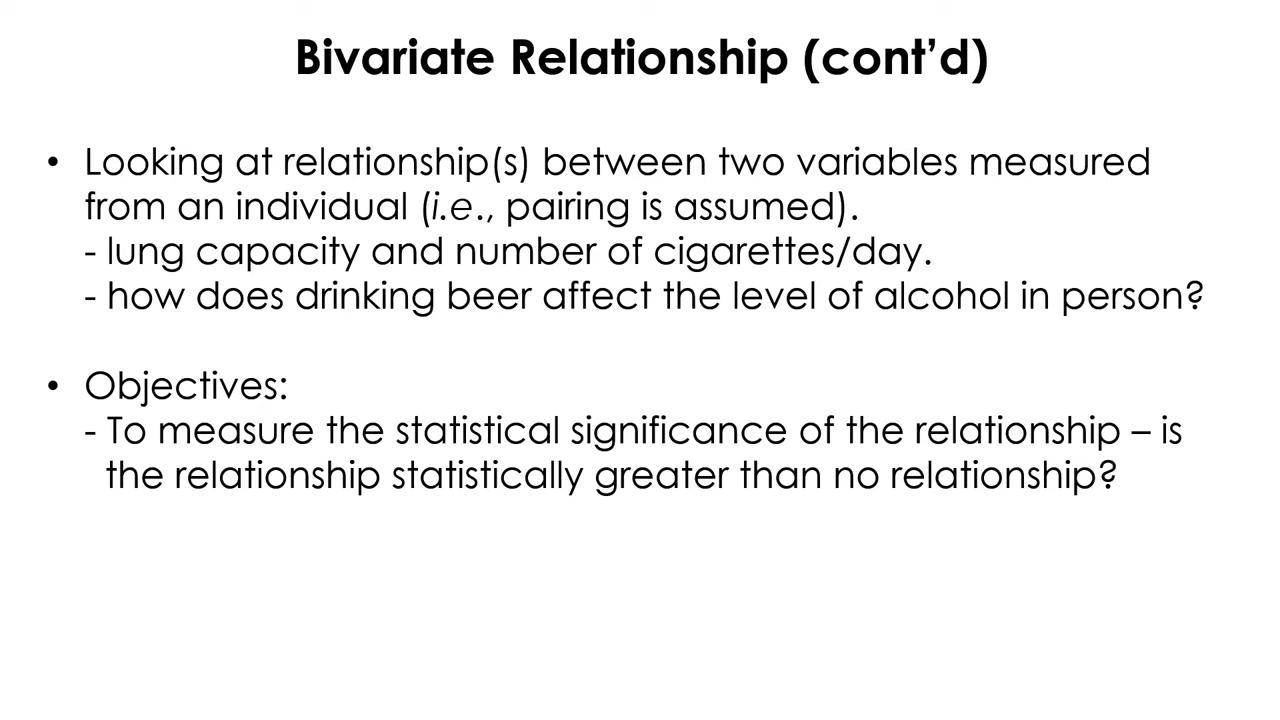 Bivariate Relationship (cont’d)
• Looking at relationship(s) between two variables measured
from an individual (i.e., pairing is assumed).
- lung capacity and number of cigarettes/day.
- how does drinking beer affect the level of alcohol in person?
• Objectives:
- To measure the statistical significance of the relationship – is
the relationship statistically greater than no relationship?